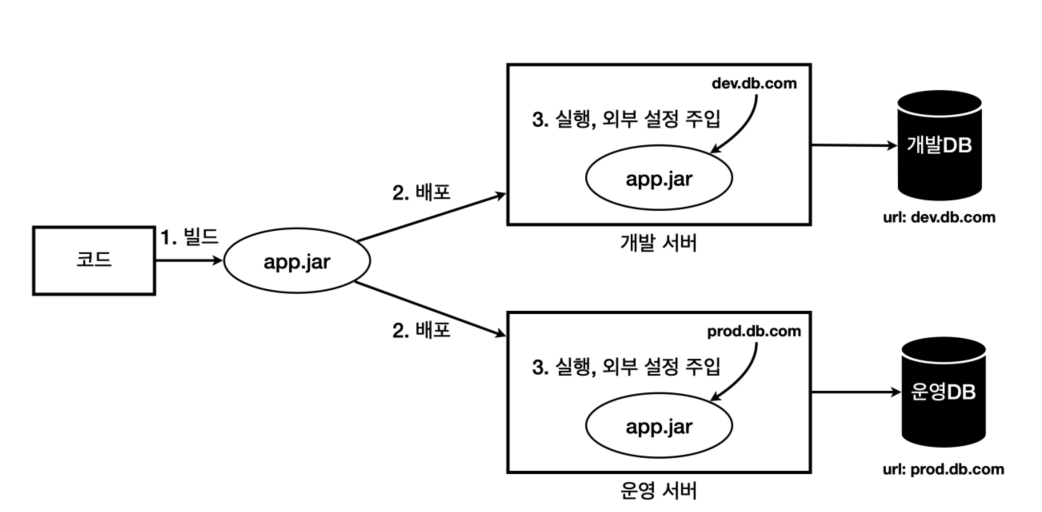 코드
1. 빌드
app.jar
2. 배포
dev.db.com
3. 실행, 외부 설정 주입
app.jar
개발 서버
개발DB
url: dev.db.com
2. 배포
prod.db.com
3. 실행, 외부 설정 주입
app.jar
운영 서버
운영DB
url: prod.db.com